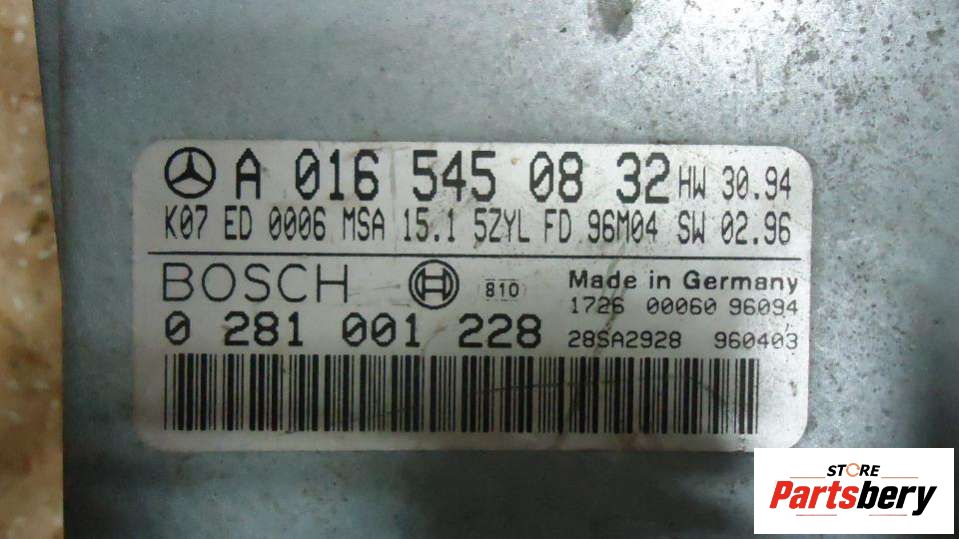 A 016 545 08 32 HW 30.94
K07 ED 0006 MSA 15.1 5ZYL FD 96M04 SW 02.96
BOSCH 810 Made in Germany
1726 00060 96094
0 281 001 228 28SA2928 960403
STORE
Partsbery